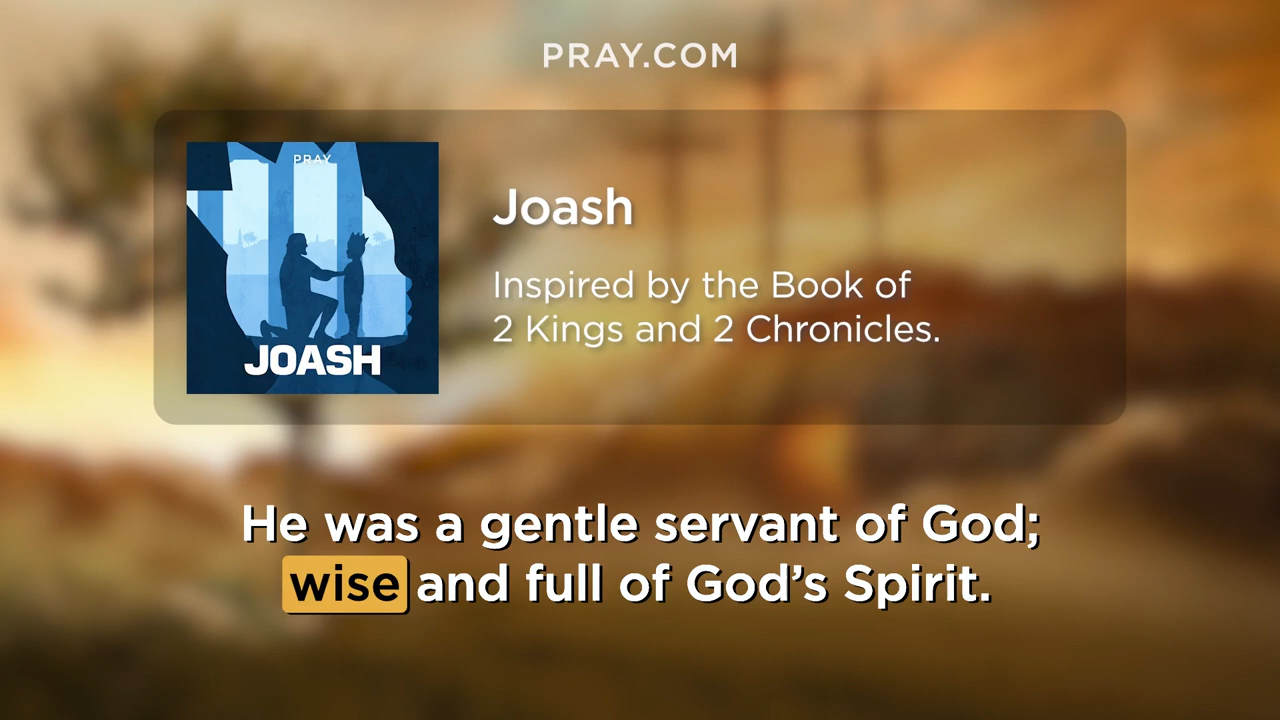 PRAY.COM
PRAY
JOASH
Joash
Inspired by the Book of
2 Kings and 2 Chronicles.
He was a gentle servant of God;
wise and full of God’s Spirit.